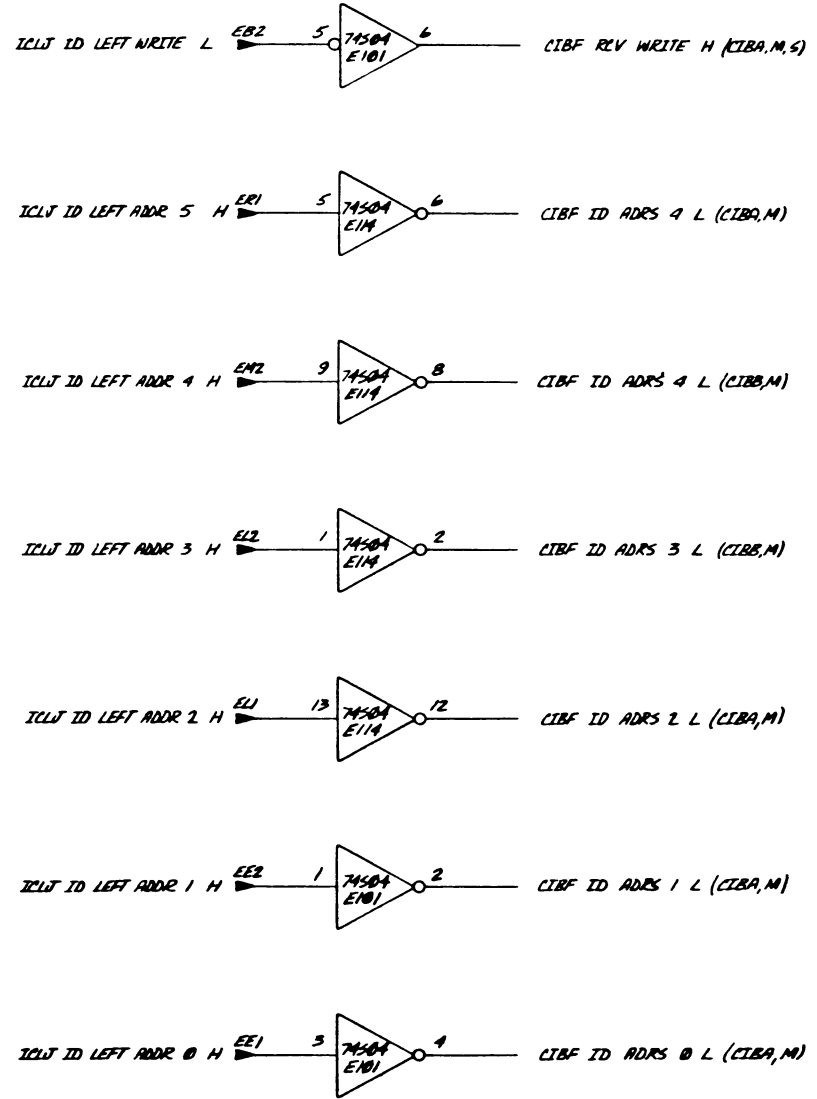 ICLJ ID LEFT WRITE L EB2 5 74S04 E101 6 CIBF RCV WRITE H (CIBA,M,S)
ICLJ ID LEFT ADDR 5 H ER1 5 74S04 E114 6 CIBF ID ADRS 4 L (CIBA,M)
ICLJ ID LEFT ADDR 4 H EM2 9 74S04 E114 8 CIBF ID ADRS 4 L (CIBB,M)
ICLJ ID LEFT ADDR 3 H EL2 1 74S04 E114 2 CIBF ID ADRS 3 L (CIBB,M)
ICLJ ID LEFT ADDR 2 H EL1 13 74S04 E114 12 CIBF ID ADRS 2 L (CIBA,M)
ICLJ ID LEFT ADDR 1 H EE2 1 74S04 E101 2 CIBF ID ADRS 1 L (CIBA,M)
ICLJ ID LEFT ADDR 0 H EE1 3 74S04 E101 4 CIBF ID ADRS 0 L (CIBA,M)